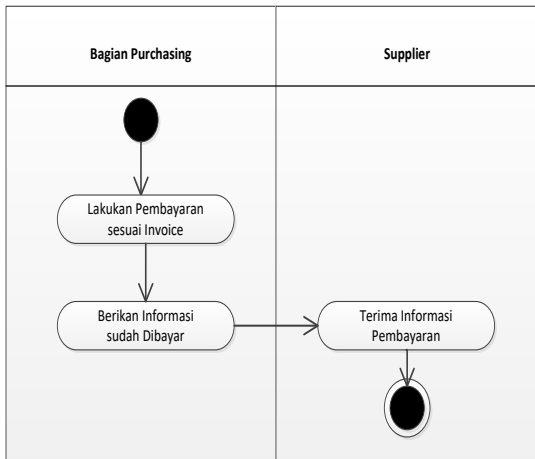 Bagian Purchasing
Supplier
Lakukan Pembayaran
sesuai Invoice
Berikan Informasi
sudah Dibayar
Terima Informasi
Pembayaran